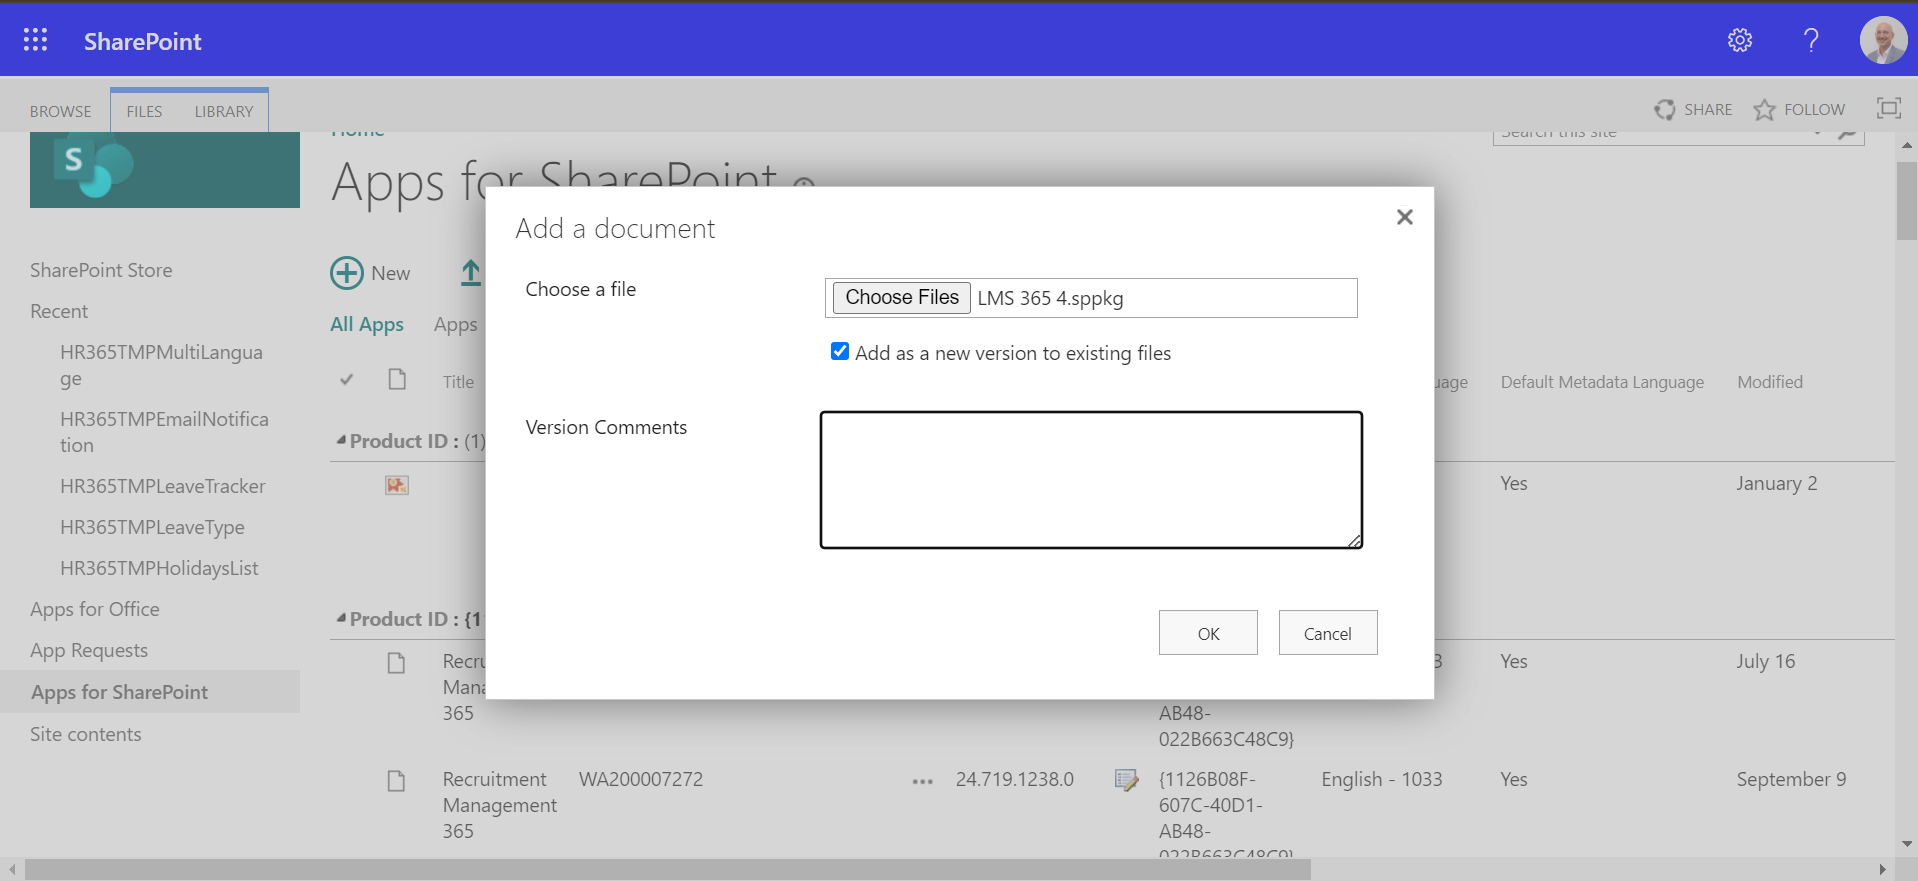 SharePoint
BROWSE
FILES
LIBRARY
SHARE
FOLLOW
Home
Search this site
S
Apps for SharePoint
SharePoint Store
Recent
HR365TMPMultiLangua
ge
HR365TMPEmailNotifica
tion
HR365TMPLeaveTracker
HR365TMPLeaveType
HR365TMPHolidaysList
Apps for Office
App Requests
Apps for SharePoint
Site contents
New
All Apps
Apps
Title
uage
Default Metadata Language
Modified
Product ID : (1)
Yes
January 2
Product ID : {1
Recru
Mana
365
3
Yes
July 16
AB48-
022B663C48C9}
Recruitment
Management
365
WA200007272
24.719.1238.0
{1126B08F-
607C-40D1-
AB48-
022B663C48C9}
English - 1033
Yes
September 9
Add a document
Choose a file
Choose Files LMS 365 4.sppkg
Add as a new version to existing files
Version Comments
OK
Cancel